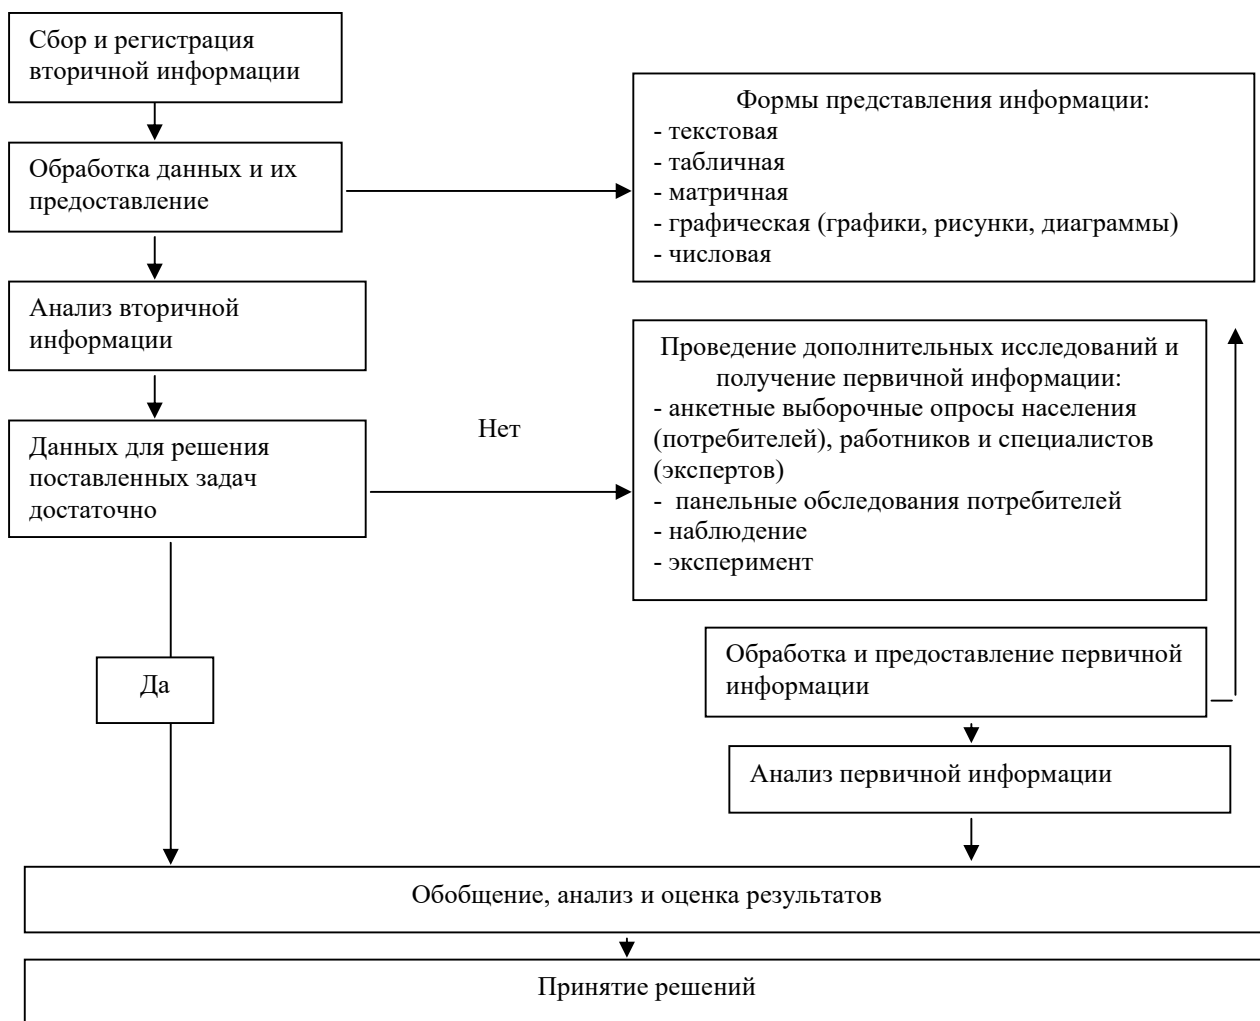 Сбор и регистрация
вторичной информации
Обработка данных и их
предоставление
Формы представления информации:
- текстовая
- табличная
- матричная
- графическая (графики, рисунки, диаграммы)
- числовая
Анализ вторичной
информации
Данных для решения
поставленных задач
достаточно
Нет
Проведение дополнительных исследований и
получение первичной информации:
- анкетные выборочные опросы населения
(потребителей), работников и специалистов
(экспертов)
- панельные обследования потребителей
- наблюдение
- эксперимент
Обработка и предоставление первичной
информации
Да
Анализ первичной информации
Обобщение, анализ и оценка результатов
Принятие решений